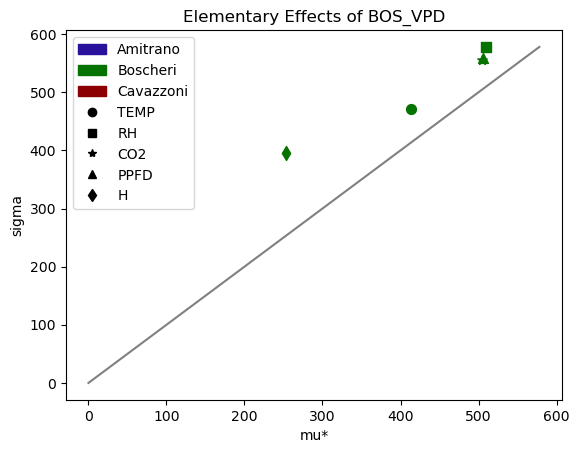 Elementary Effects of BOS_VPD
600
500
400
300
200
100
0
sigma
Amitrano
Boscheri
Cavazzoni
TEMP
RH
CO2
PPFD
H
0 100 200 300 400 500 600
mu*